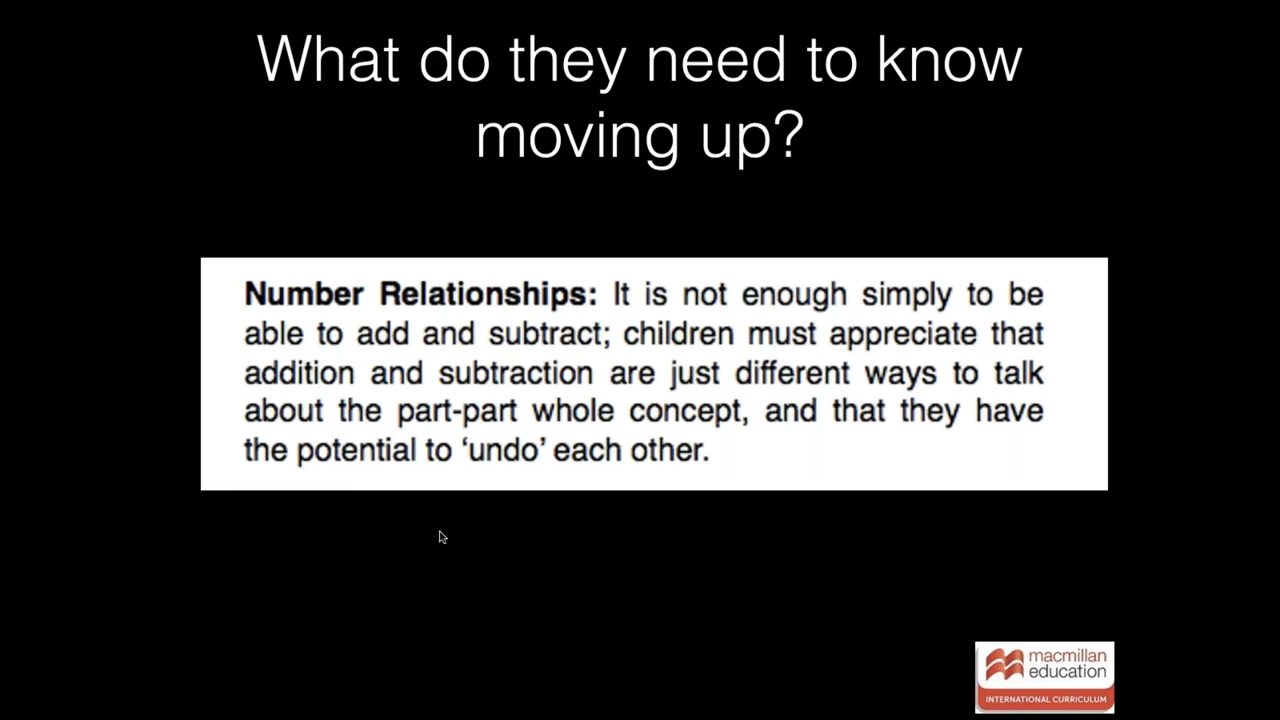 What do they need to know
moving up?
Number Relationships: It is not enough simply to be
able to add and subtract; children must appreciate that
addition and subtraction are just different ways to talk
about the part-part whole concept, and that they have
the potential to ‘undo’ each other.
macmillan
education
INTERNATIONAL CURRICULUM